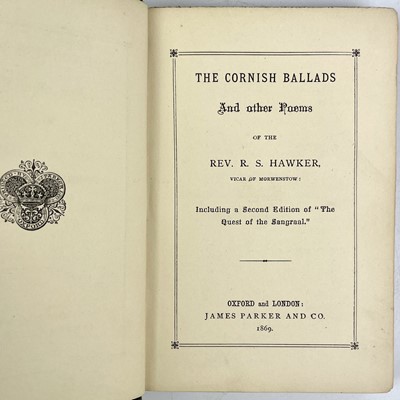 THE CORNISH BALLADS
And other Poems
OF THE
REV. R. S. HAWKER,
VICAR OF MORWENSTOW:
Including a Second Edition of "The
Quest of the Sangraal."
OXFORD and LONDON:
JAMES PARKER AND CO.
1869.